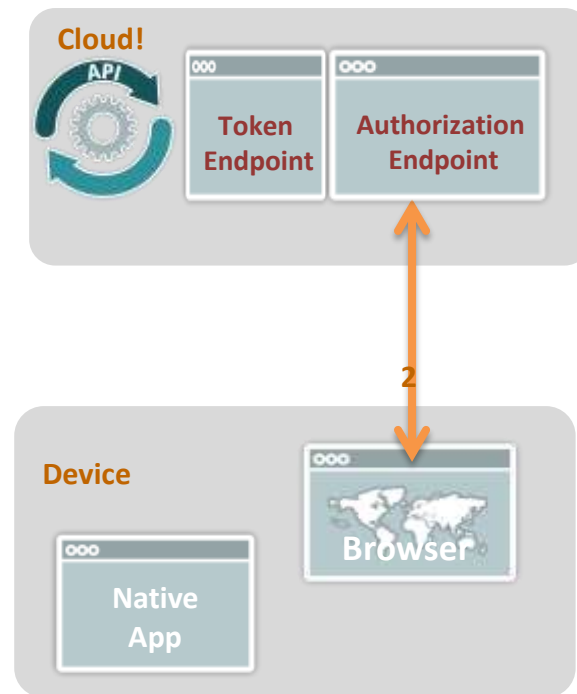 Cloud!
API
Token
Endpoint
Authorization
Endpoint
2
Device
Browser
Native
App